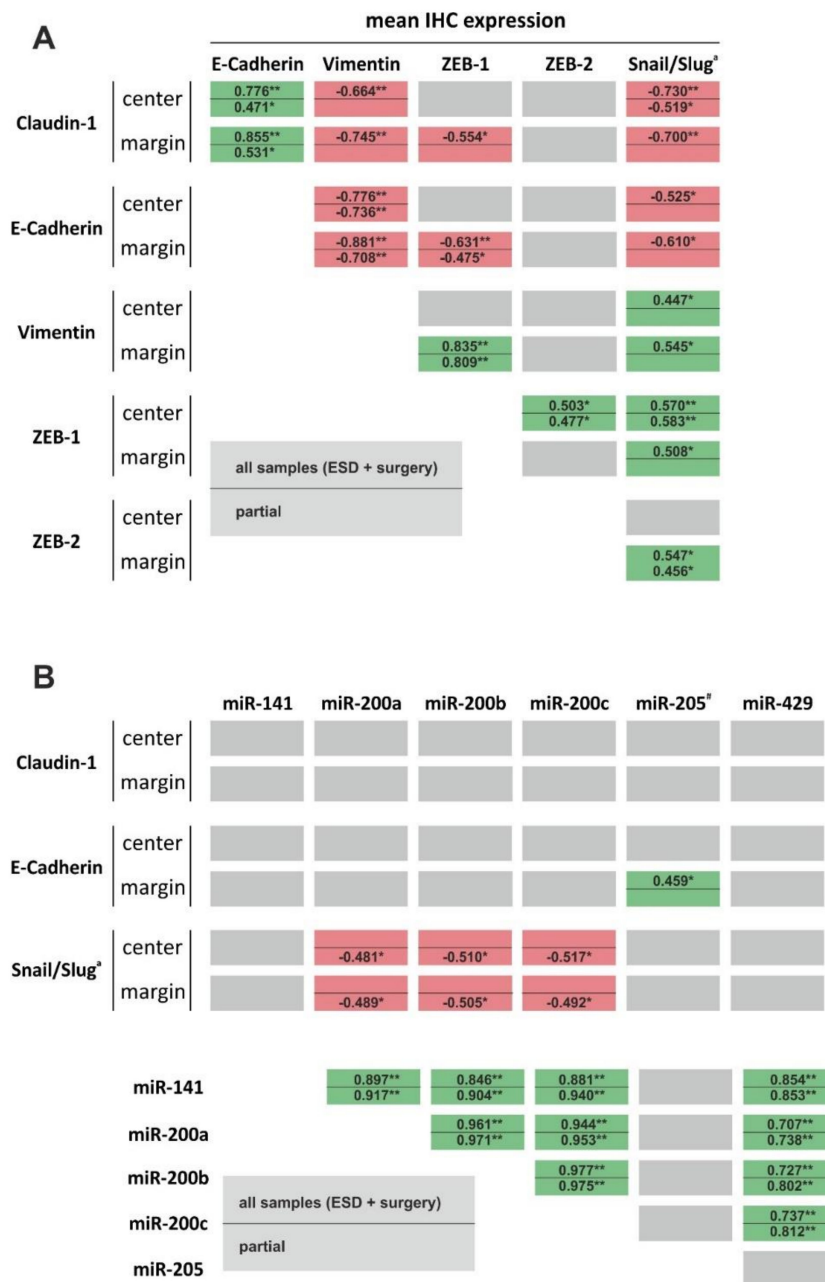 mean IHC expression
A
E-Cadherin Vimentin ZEB-1 ZEB-2 Snail/Slugª
Claudin-1
center 0.776** -0.664** -0.730**
0.471* -0.519*
margin 0.855** -0.745** -0.554* -0.700**
0.531*
E-Cadherin
center -0.776** -0.525*
-0.736**
margin -0.881** -0.631** -0.610*
-0.708** -0.475*
Vimentin
center 0.447*
margin 0.835** 0.545*
0.809**
ZEB-1
center 0.503* 0.570**
0.477* 0.583**
margin 0.508*
all samples (ESD + surgery)
partial
ZEB-2
center
margin 0.547*
0.456*
B
miR-141 miR-200a miR-200b miR-200c miR-205# miR-429
Claudin-1
center
margin
E-Cadherin
center
margin 0.459*
Snail/Slugª
center -0.481* -0.510* -0.517*
margin -0.489* -0.505* -0.492*
miR-141 0.897** 0.846** 0.881** 0.854**
0.917** 0.904** 0.940** 0.853**
miR-200a 0.961** 0.944** 0.707**
0.971** 0.953** 0.738**
miR-200b 0.977** 0.727**
0.975** 0.802**
miR-200c 0.737**
0.812**
miR-205
all samples (ESD + surgery)
partial